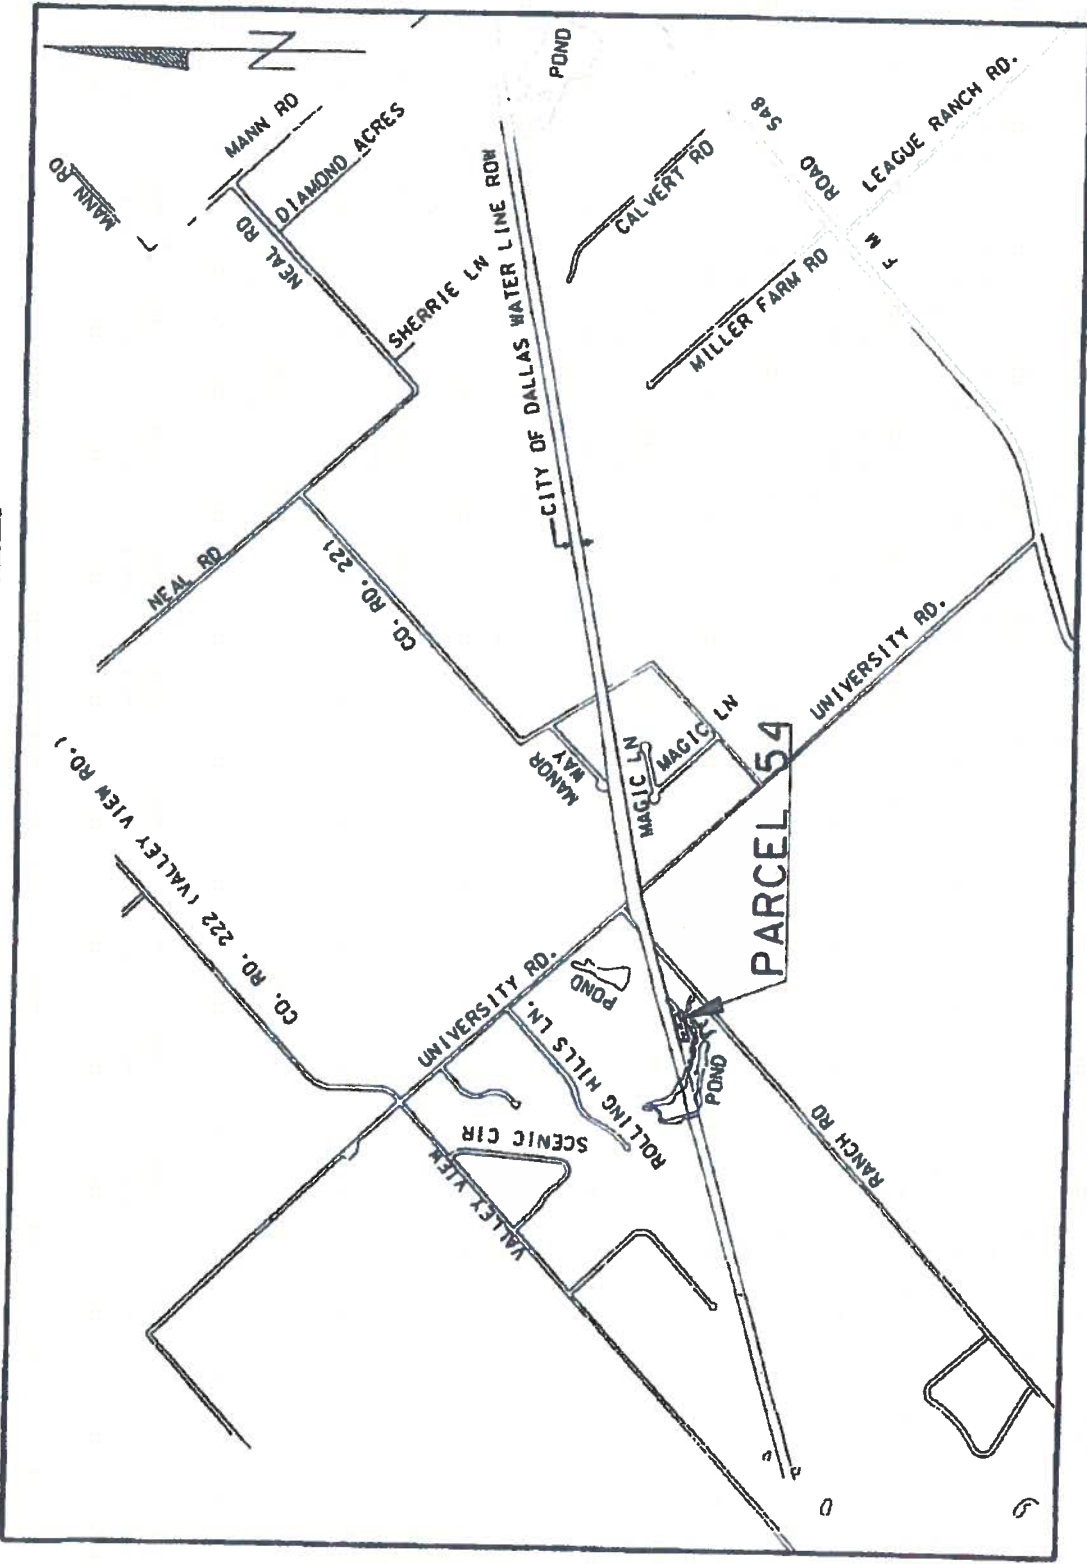 N
MANN RD
MANN RD
DIAMOND ACRES
NEAL RD
SHERRIE LN
NEAL RD
CO. RD. 221
CITY OF DALLAS WATER LINE ROW
POND
CALVERT RD
548
ROAD
F M
LEAGUE RANCH RD.
MILLER FARM RD
UNIVERSITY RD.
MANOR
WAY
MAGIC LN
MAGIC LN
PARCEL 54
CO. RD. 222 (VALLEY VIEW RD.)
UNIVERSITY RD.
POND
ROLLING HILLS LN.
SCENIC CIR
VALLEY VIEW
POND
RANCH RD